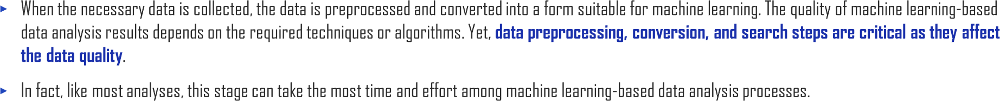 ▸ When the necessary data is collected, the data is preprocessed and converted into a form suitable for machine learning. The quality of machine learning-based
data analysis results depends on the required techniques or algorithms. Yet, data preprocessing, conversion, and search steps are critical as they affect
the data quality.
▸ In fact, like most analyses, this stage can take the most time and effort among machine learning-based data analysis processes.